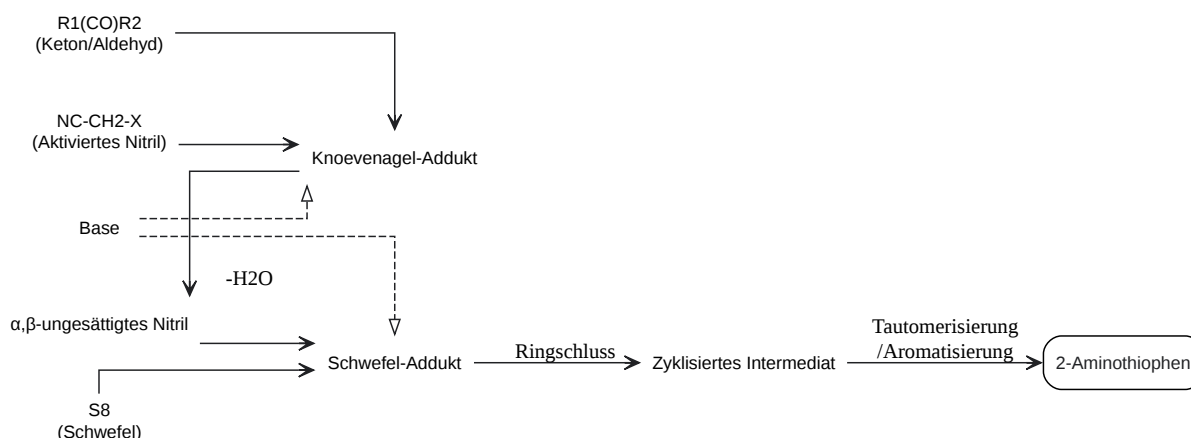 R1(CO)R2
(Keton/Aldehyd)
NC-CH2-X
(Aktiviertes Nitril)
Knoevenagel-Addukt
Base
-H2O
α,β-ungesättigtes Nitril
Schwefel-Addukt
Ringschluss
Zyklisiertes Intermediat
Tautomerisierung
/Aromatisierung
2-Aminothiophen
S8
(Schwefel)